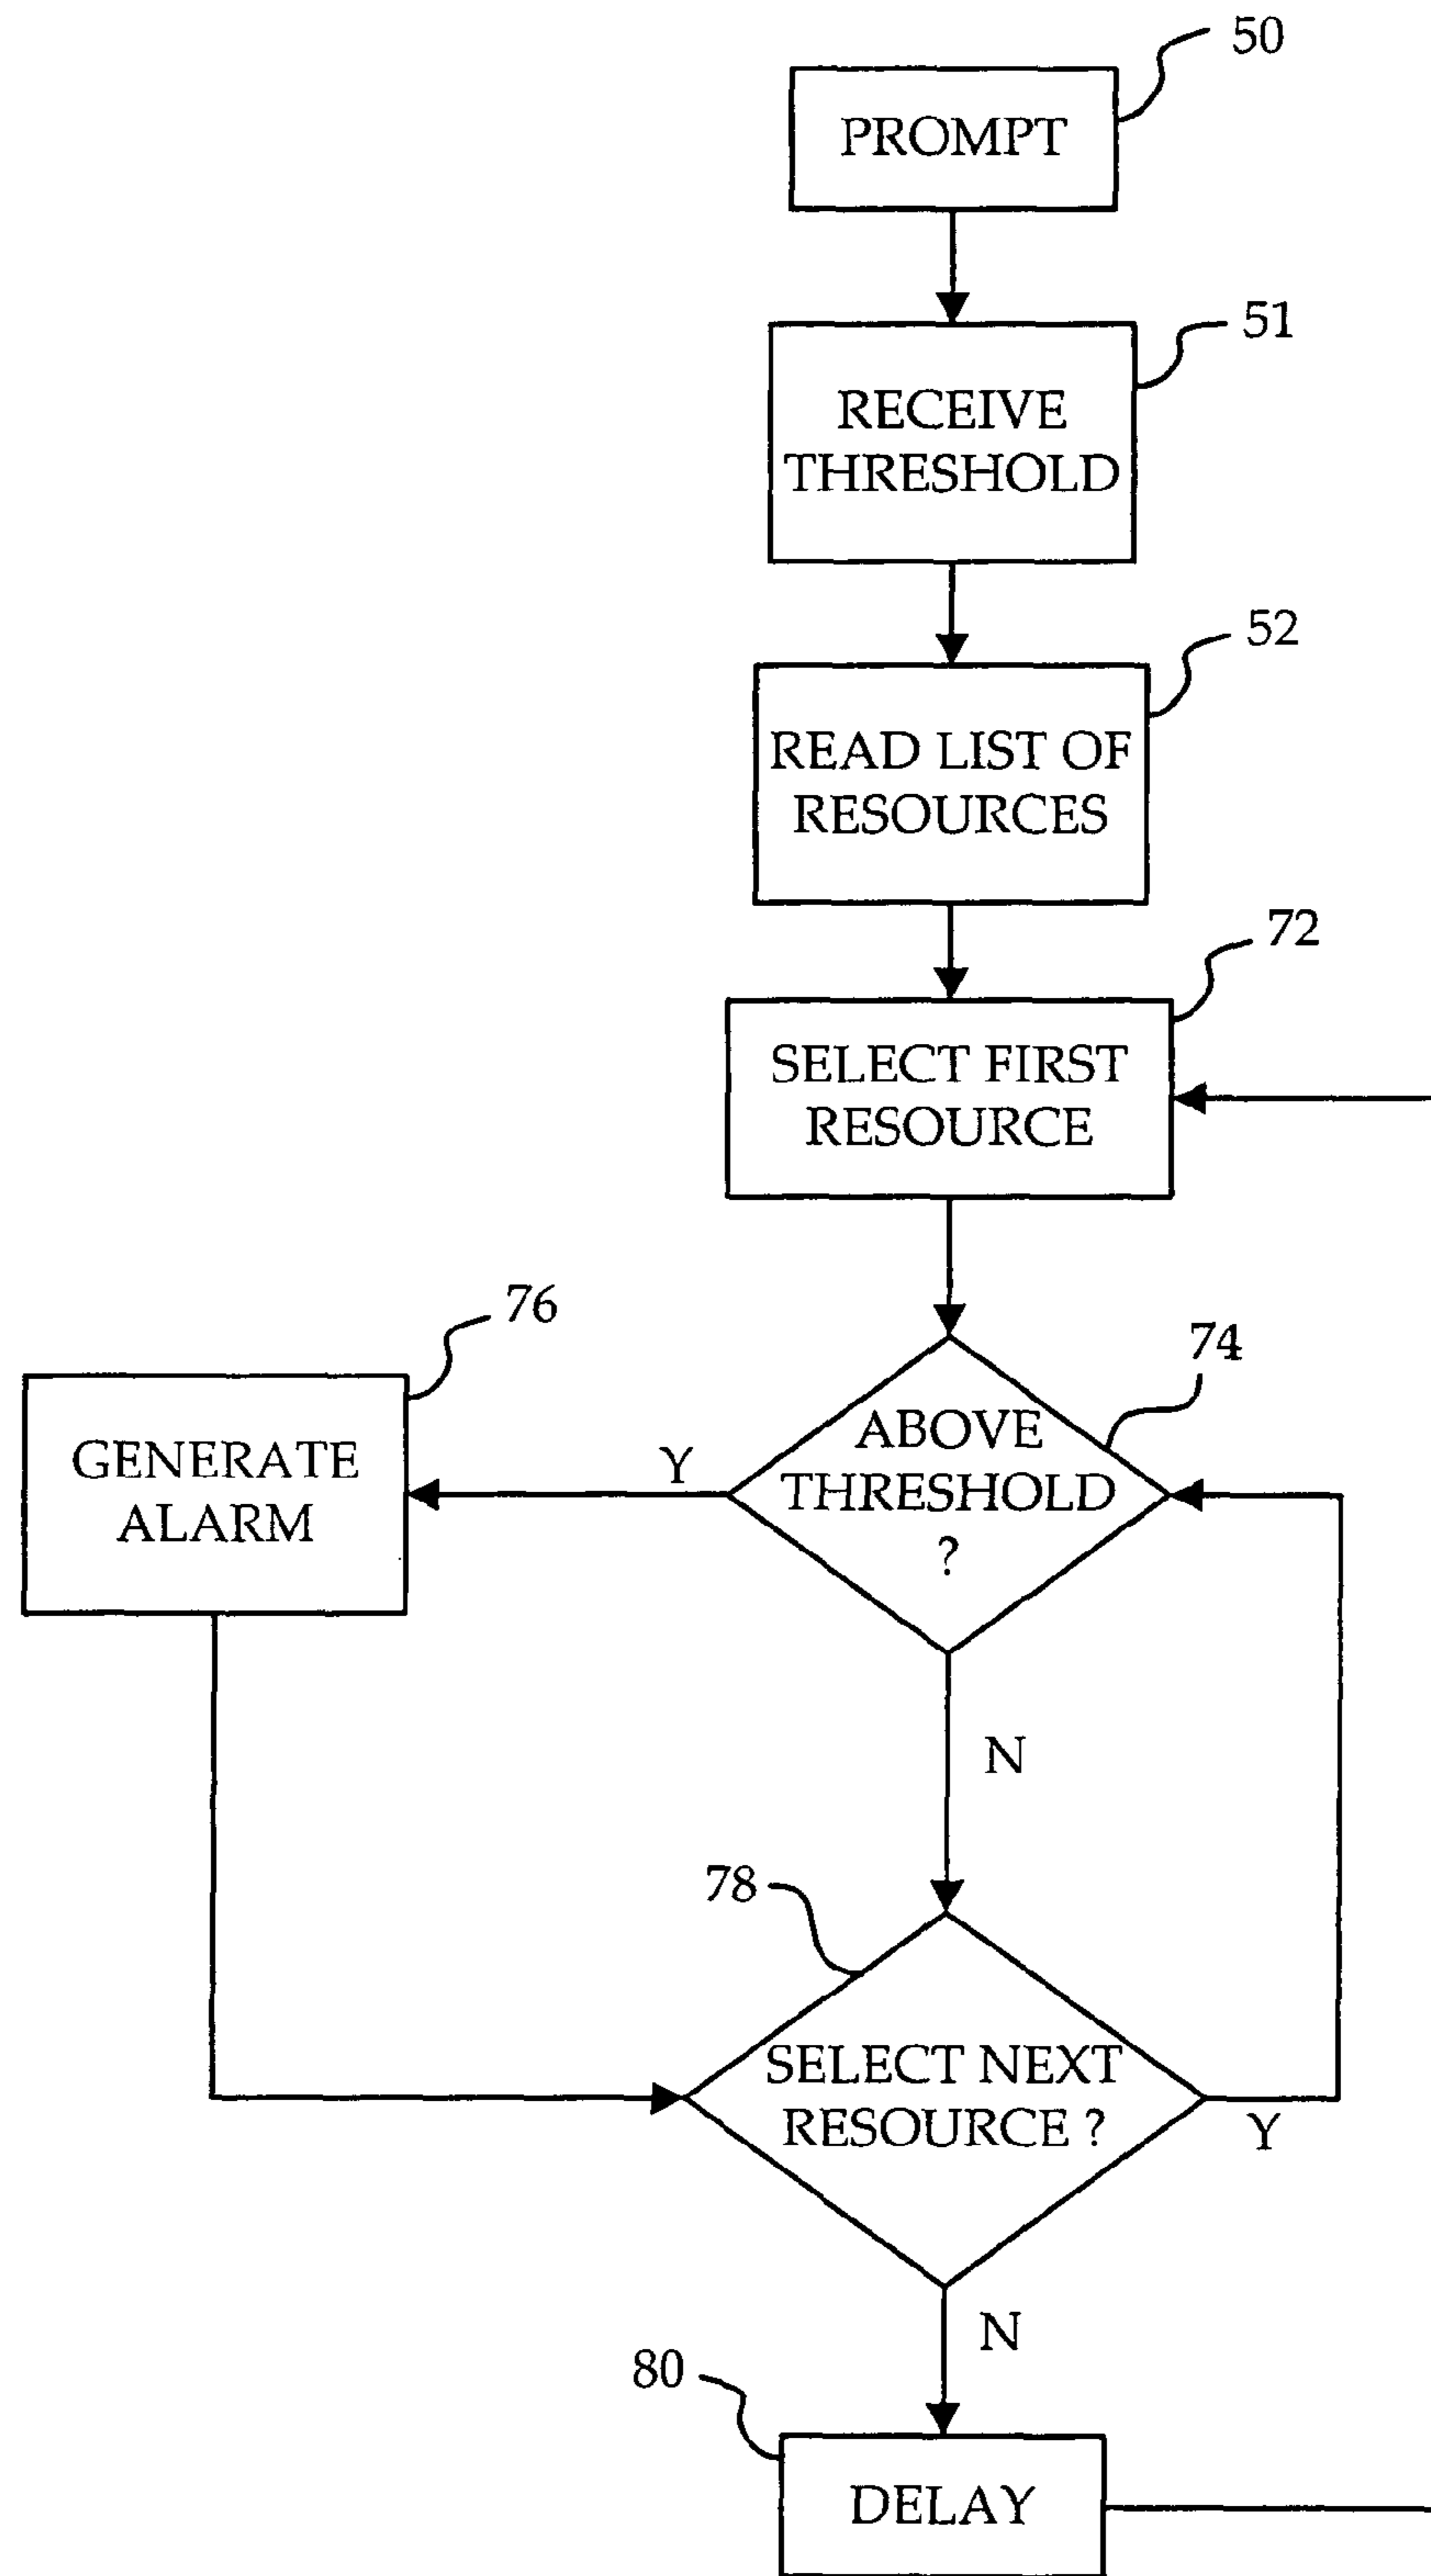 50
PROMPT
51
RECEIVE
THRESHOLD
52
READ LIST OF
RESOURCES
72
SELECT FIRST
RESOURCE
76
GENERATE
ALARM
74
ABOVE
THRESHOLD
?
Y
N
78
SELECT NEXT
RESOURCE ?
Y
N
80
DELAY